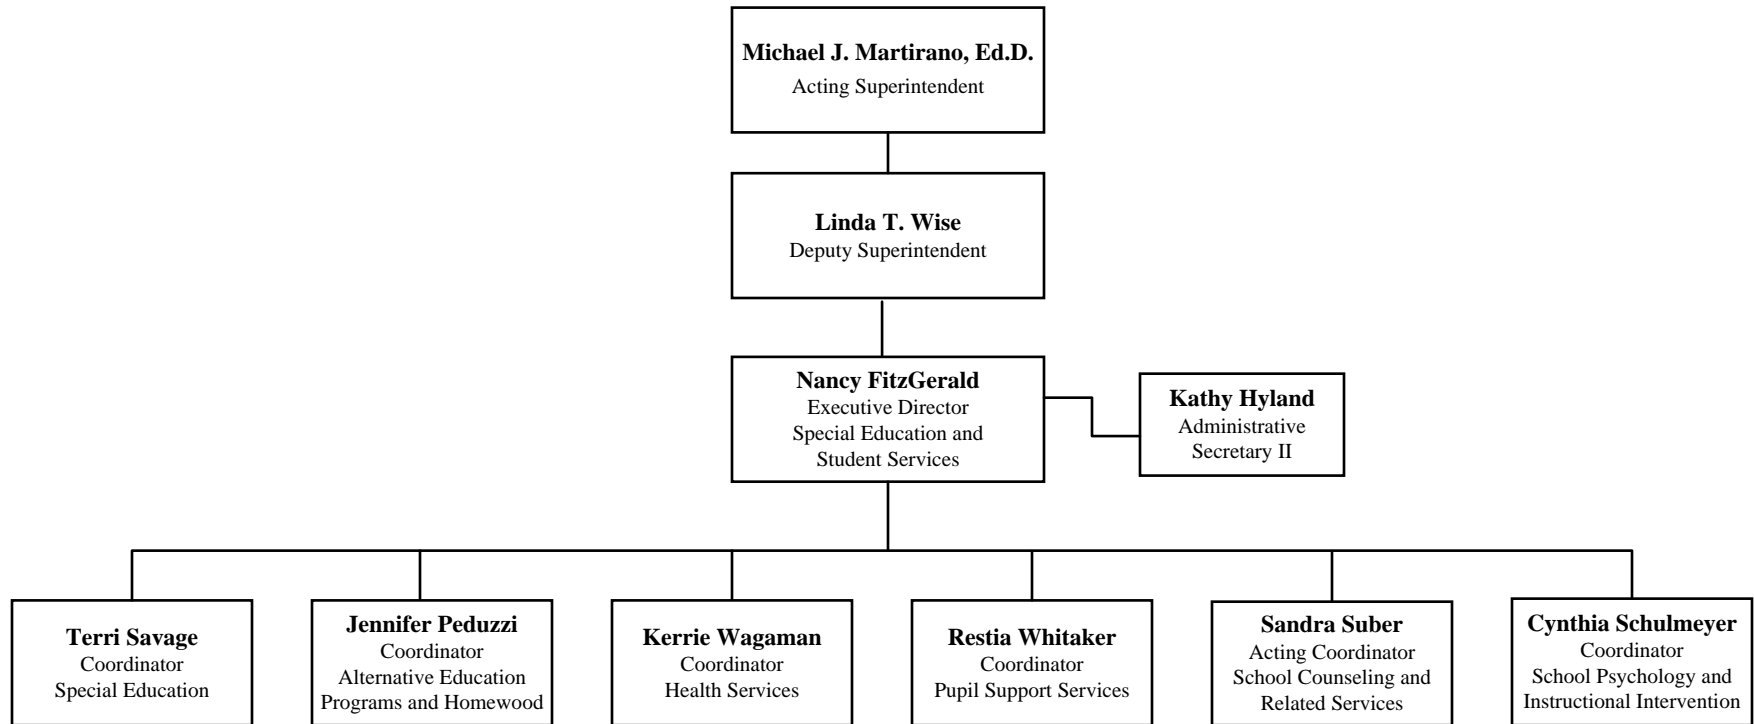 Michael J. Martirano, Ed.D.
Acting Superintendent
Linda T. Wise
Deputy Superintendent
Nancy FitzGerald
Executive Director
Special Education and
Student Services
Kathy Hyland
Administrative
Secretary II
Terri Savage
Coordinator
Special Education
Jennifer Peduzzi
Coordinator
Alternative Education
Programs and Homewood
Kerrie Wagaman
Coordinator
Health Services
Restia Whitaker
Coordinator
Pupil Support Services
Sandra Suber
Acting Coordinator
School Counseling and
Related Services
Cynthia Schulmeyer
Coordinator
School Psychology and
Instructional Intervention